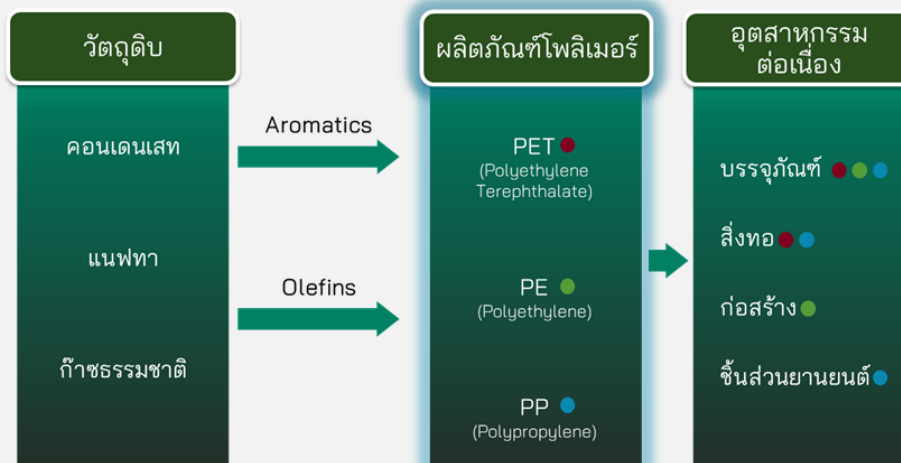 วัตถุดิบ
คอนเดนเสท
แนฟทา
ก๊าซธรรมชาติ
Aromatics
Olefins
ผลิตภัณฑ์โพลิเมอร์
PET
(Polyethylene
Terephthalate)
PE
(Polyethylene)
PP
(Polypropylene)
อุตสาหกรรม
ต่อเนื่อง
บรรจุภัณฑ์
สิ่งทอ
ก่อสร้าง
ชิ้นส่วนยานยนต์